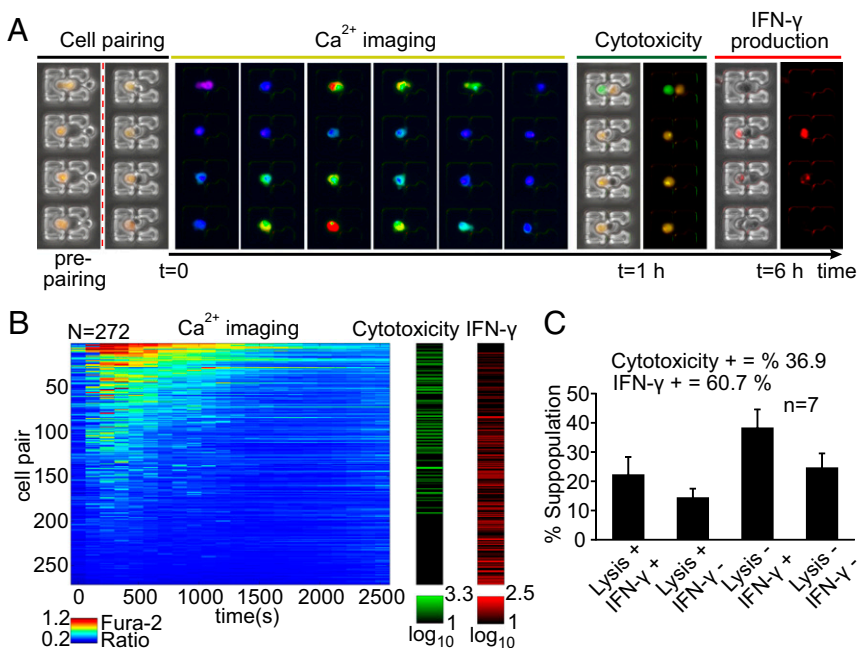 A
Cell pairing
Ca2+ imaging
Cytotoxicity
IFN-γ
production
pre-
pairing
t=0
t=1 h
t=6 h
time
B
N=272
Ca2+ imaging
Cytotoxicity
IFN-γ
cell pair
50
100
150
200
250
0 500 1000 1500 2000 2500
time(s)
1.2
0.2
Fura-2
Ratio
3.3
1
log10
2.5
1
log10
C
Cytotoxicity + = % 36.9
IFN-γ + = 60.7 %
n=7
% Suppopulation
50
40
30
20
10
0
Lysis +
IFN-γ +
Lysis +
IFN-γ -
Lysis -
IFN-γ +
Lysis -
IFN-γ -